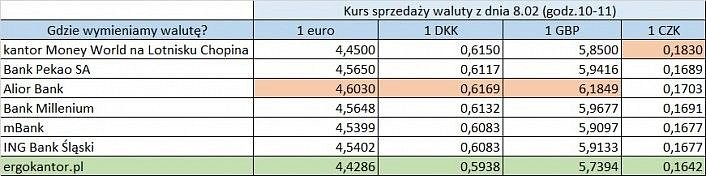 Kurs sprzedaży waluty z dnia 8.02 (godz.10-11)
Gdzie wymieniamy walutę? 1 euro 1 DKK 1 GBP 1 CZK
kantor Money World na Lotnisku Chopina 4,4500 0,6150 5,8500 0,1830
Bank Pekao SA 4,5650 0,6117 5,9416 0,1689
Alior Bank 4,6030 0,6169 6,1849 0,1703
Bank Millenium 4,5648 0,6132 5,9677 0,1691
mBank 4,5399 0,6083 5,9097 0,1677
ING Bank Śląski 4,5402 0,6083 5,9133 0,1677
ergokantor.pl 4,4286 0,5938 5,7394 0,1642